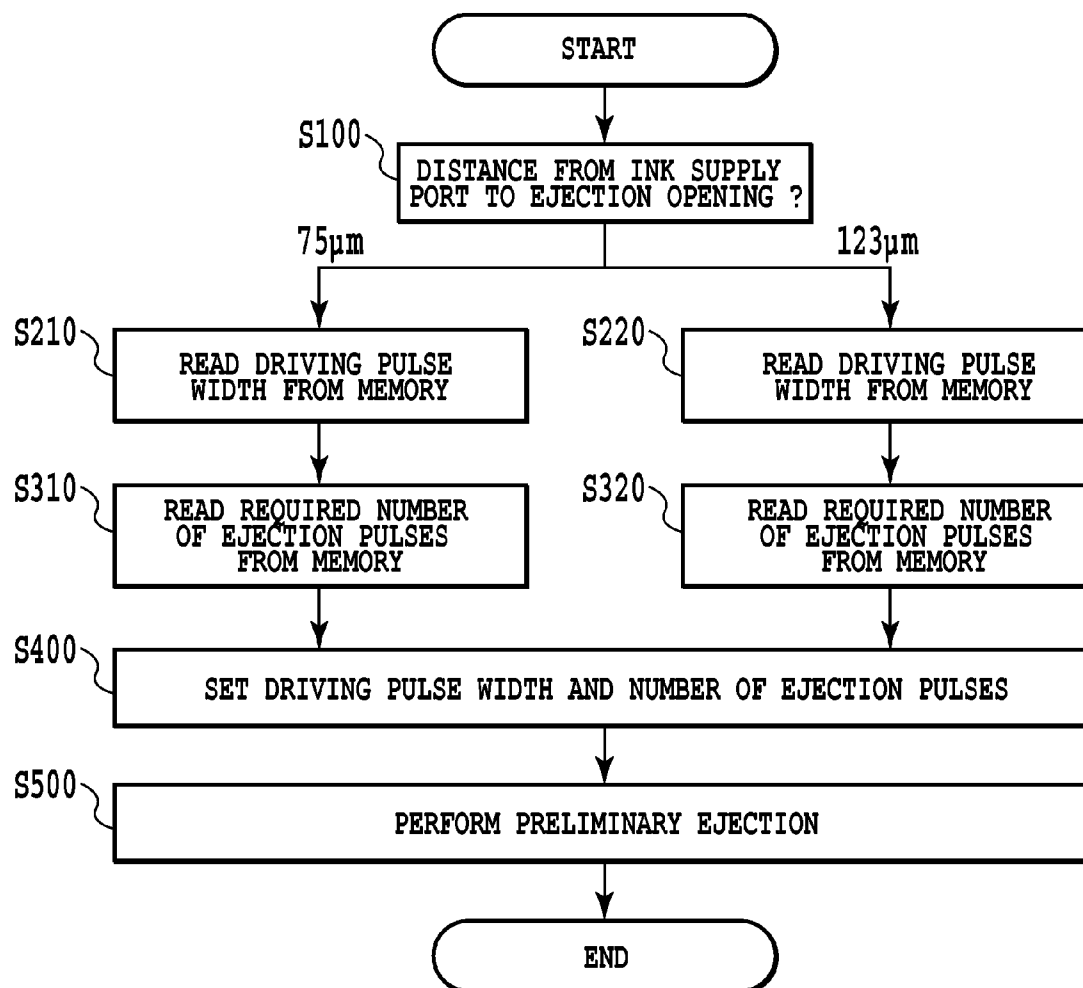 START
S100
DISTANCE FROM INK SUPPLY
PORT TO EJECTION OPENING ?
75μm
123μm
S210
READ DRIVING PULSE
WIDTH FROM MEMORY
S220
READ DRIVING PULSE
WIDTH FROM MEMORY
S310
READ REQUIRED NUMBER
OF EJECTION PULSES
FROM MEMORY
S320
READ REQUIRED NUMBER
OF EJECTION PULSES
FROM MEMORY
S400
SET DRIVING PULSE WIDTH AND NUMBER OF EJECTION PULSES
S500
PERFORM PRELIMINARY EJECTION
END